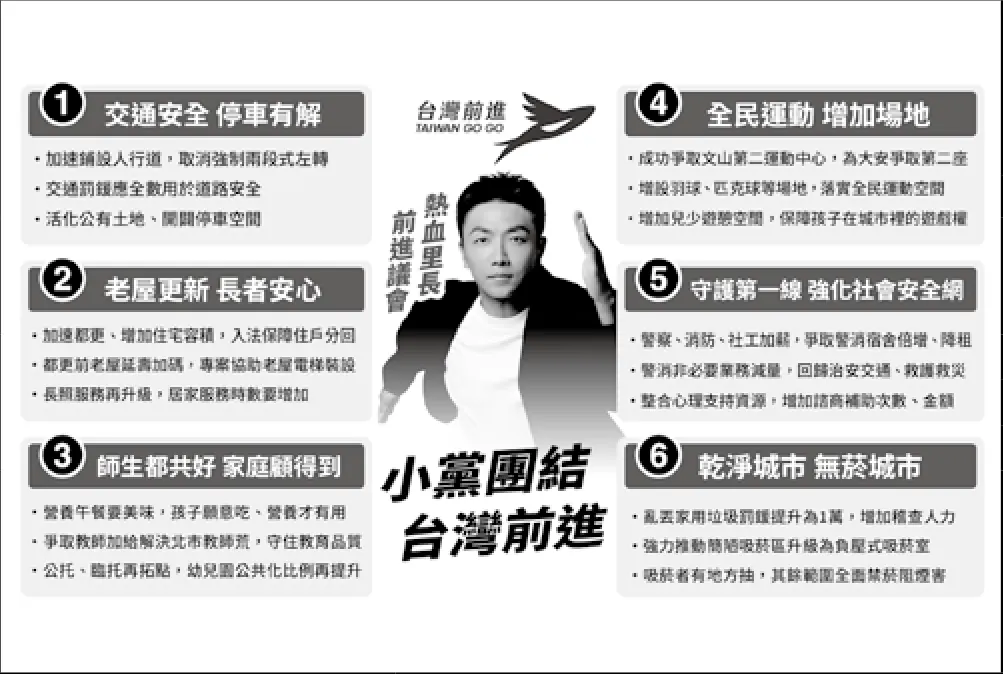 1 交通安全 停車有解
・加速鋪設人行道，取消強制兩段式左轉
・交通罰鍰應全數用於道路安全
・活化公有土地、開闢停車空間
2 老屋更新 長者安心
・加速都更、增加住宅容積，入法保障住戶分回
・都更前老屋延壽加碼，專案協助老屋電梯裝設
・長照服務再升級，居家服務時數要增加
3 師生都共好 家庭顧得到
・營養午餐要美味，孩子願意吃、營養才有用
・爭取教師加給解決北市教師荒，守住教育品質
・公托、臨托再拓點，幼兒園公共化比例再提升
台灣前進
TAIWAN GO GO
熱血里長
前進議會
小黨團結
台灣前進
4 全民運動 增加場地
・成功爭取文山第二運動中心，為大安爭取第二座
・增設羽球、匹克球等場地，落實全民運動空間
・增加兒少遊憩空間，保障孩子在城市裡的遊戲權
5 守護第一線 強化社會安全網
・警察、消防、社工加薪，爭取警消宿舍倍增、降租
・警消非必要業務減量，回歸治安交通、救護救災
・整合心理支持資源，增加諮商補助次數、金額
6 乾淨城市 無菸城市
・亂丟家用垃圾罰鍰提升為1萬，增加稽查人力
・強力推動簡陋吸菸區升級為負壓式吸菸室
・吸菸者有地方抽，其餘範圍全面禁菸阻煙害